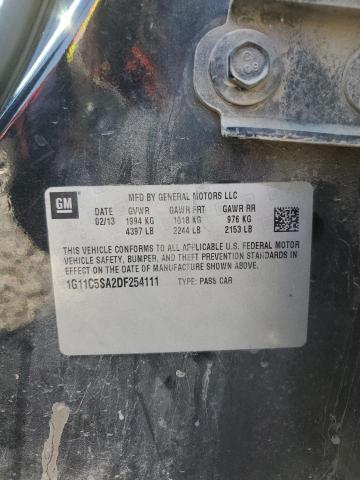 GM
MFD BY GENERAL MOTORS LLC
DATE GVWR GAWR FRT GAWR RR
02/13 1994 KG 1018 KG 976 KG
4397 LB 2244 LB 2153 LB
THIS VEHICLE CONFORMS TO ALL APPLICABLE U.S. FEDERAL MOTOR
VEHICLE SAFETY, BUMPER, AND THEFT PREVENTION STANDARDS IN
EFFECT ON THE DATE OF MANUFACTURE SHOWN ABOVE.
1G11C5SA2DF254111 TYPE: PASS CAR